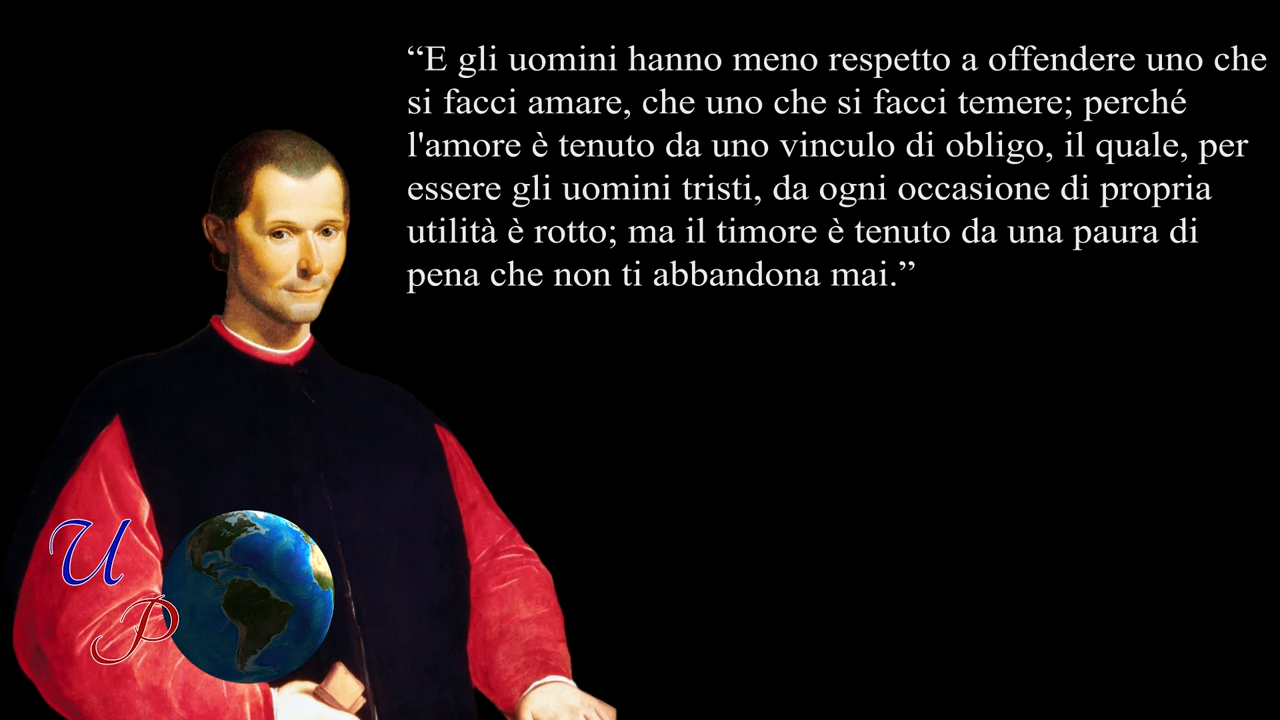 “E gli uomini hanno meno respetto a offendere uno che
si facci amare, che uno che si facci temere; perché
l'amore è tenuto da uno vinculo di obligo, il quale, per
essere gli uomini tristi, da ogni occasione di propria
utilità è rotto; ma il timore è tenuto da una paura di
pena che non ti abbandona mai.”
U
P